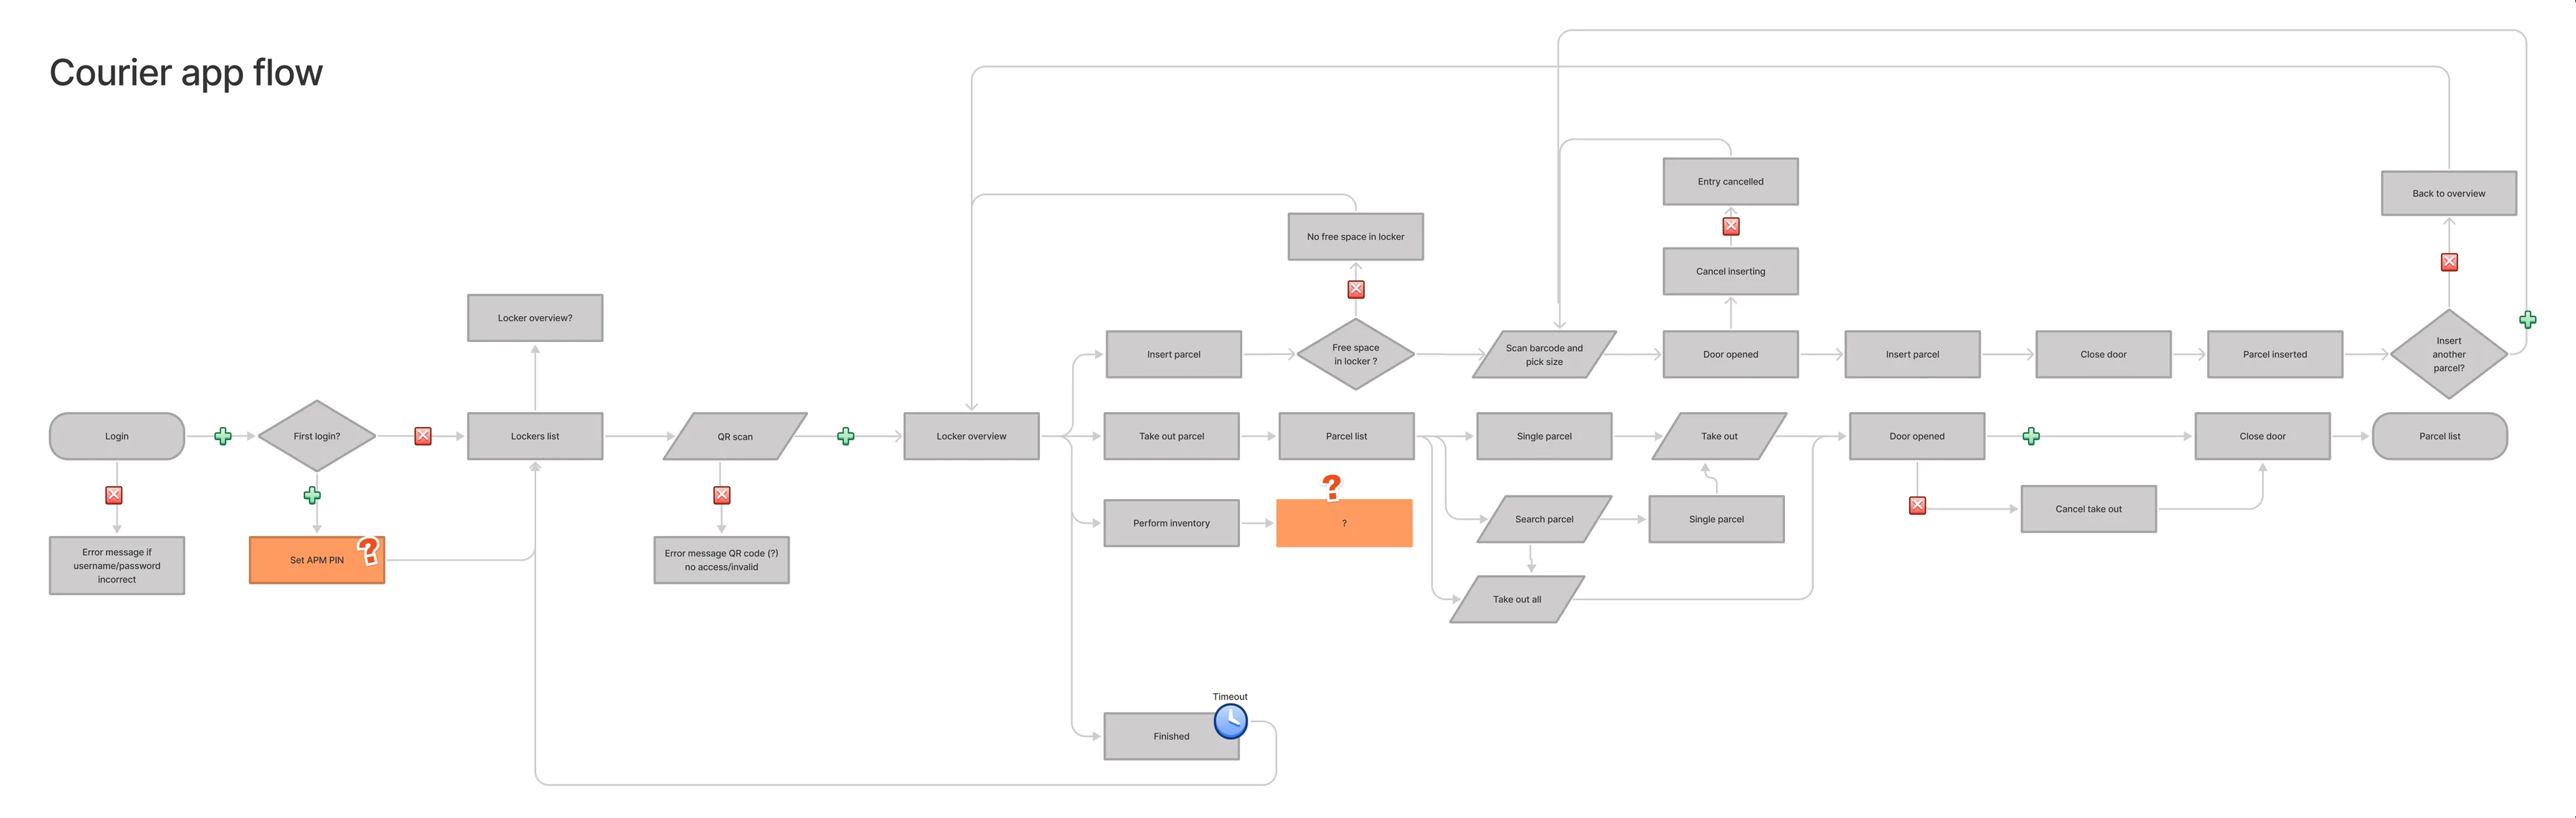 Courier app flow
Entry cancelled
Back to overview
No free space in locker
Cancel inserting
Locker overview?
Insert parcel
Free space
in locker ?
Scan barcode and
pick size
Door opened
Insert parcel
Close door
Parcel inserted
Insert
another
parcel?
Login
First login?
Lockers list
QR scan
Locker overview
Take out parcel
Parcel list
Single parcel
Take out
Door opened
Close door
Parcel list
?
Perform inventory
?
Search parcel
Single parcel
Cancel take out
Error message if
username/password
incorrect
Set APM PIN
?
Error message QR code (?)
no access/invalid
Take out all
Timeout
Finished